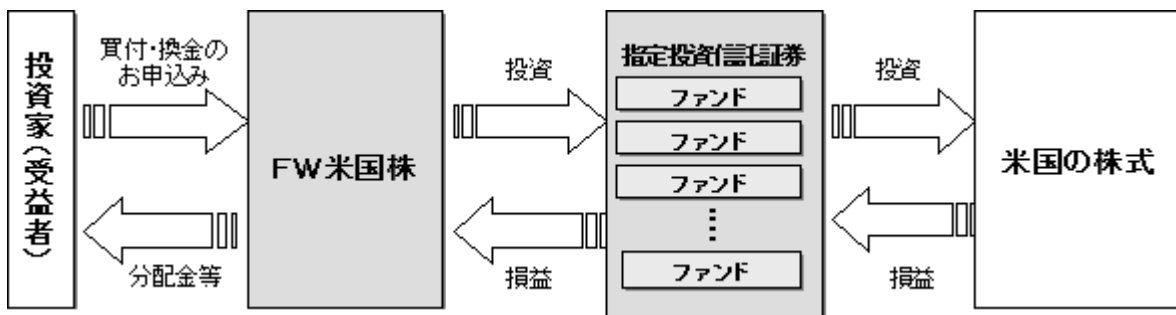 投資家（受益者）
買付・換金の
お申込み
分配金等
FW米国株
投資
損益
指定投資信託証券
ファンド
ファンド
ファンド
ファンド
投資
損益
米国の株式